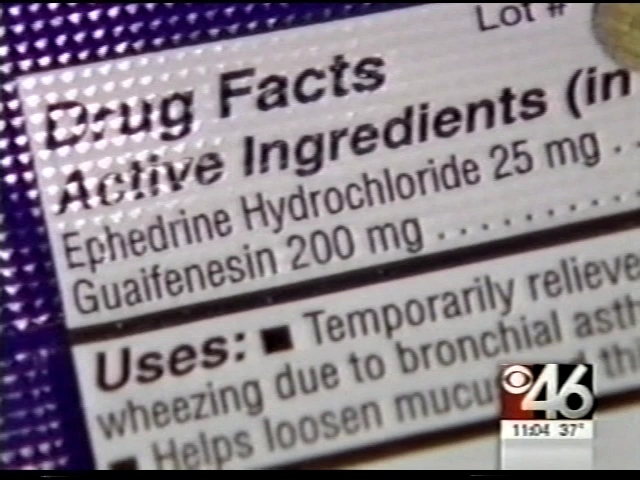 Lot #
Drug Facts
Active Ingredients (in
Ephedrine Hydrochloride 25 mg . .
Guaifenesin 200 mg . . . . . . . . . .
Uses: ■ Temporarily relieve
wheezing due to bronchial asth
■ Helps loosen mucu thi
46
11:04 37°